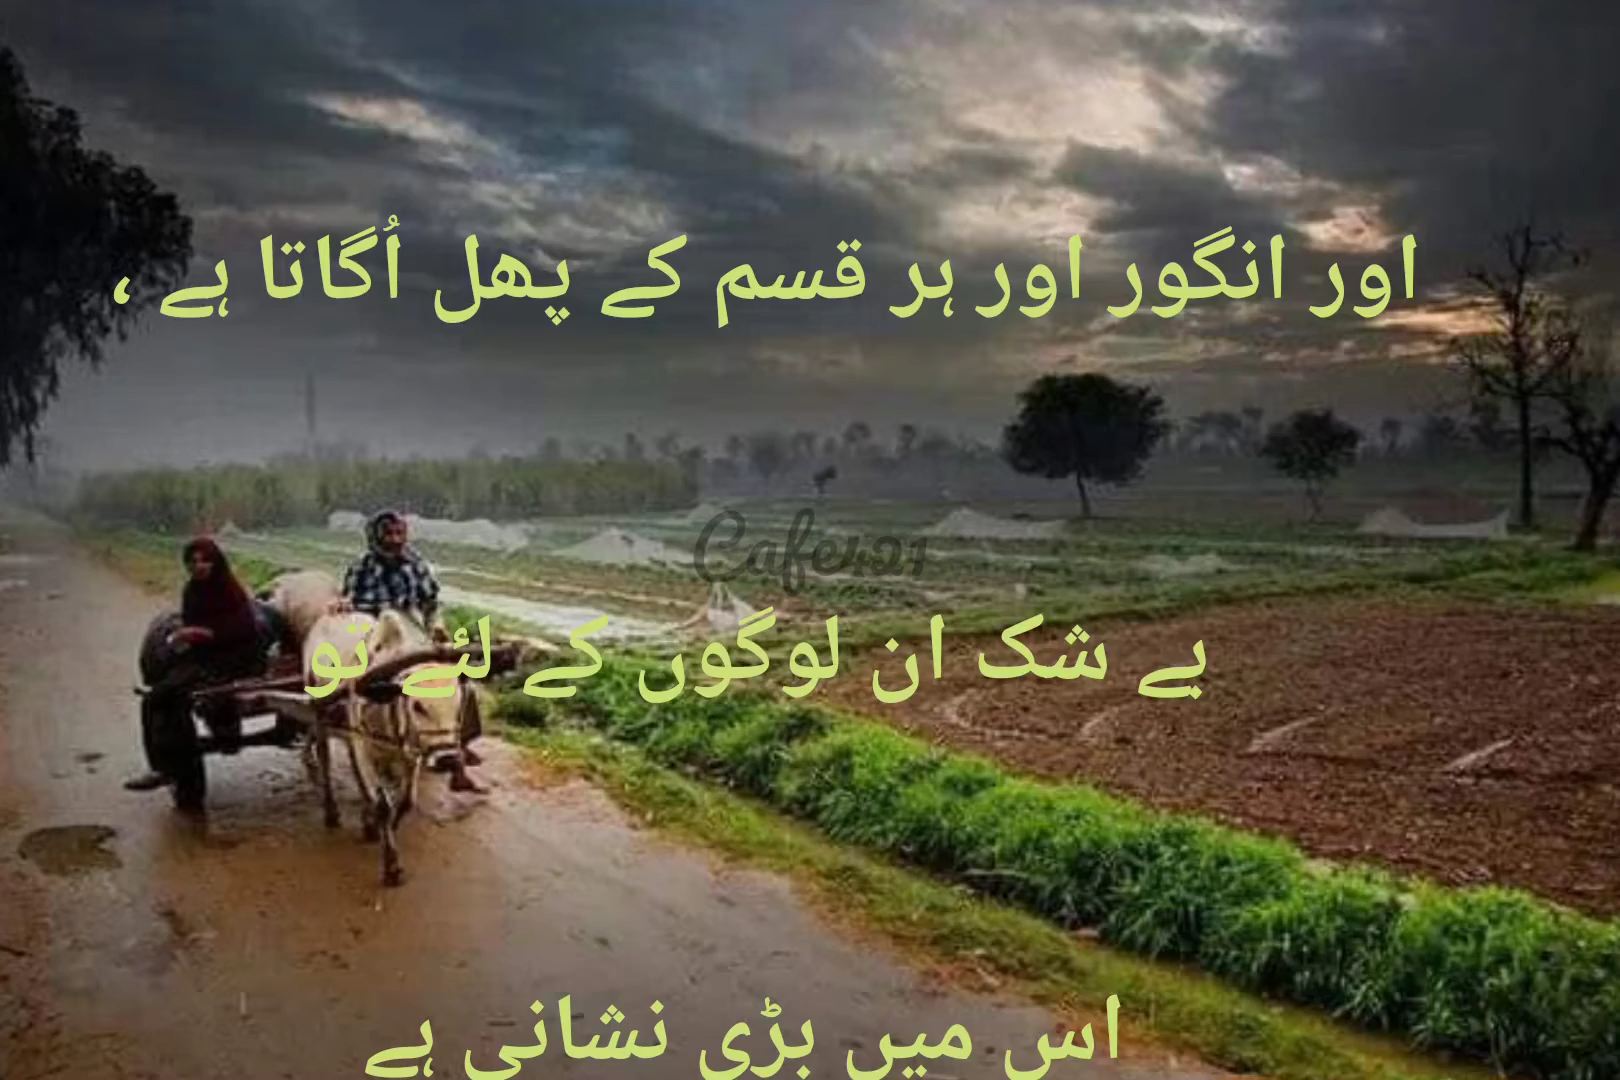 اور انگور اور ہر قسم کے پھل اُگاتا ہے ،
Cafe421
بے شک ان لوگوں کے لئے تو
اس میں بڑی نشانی ہے